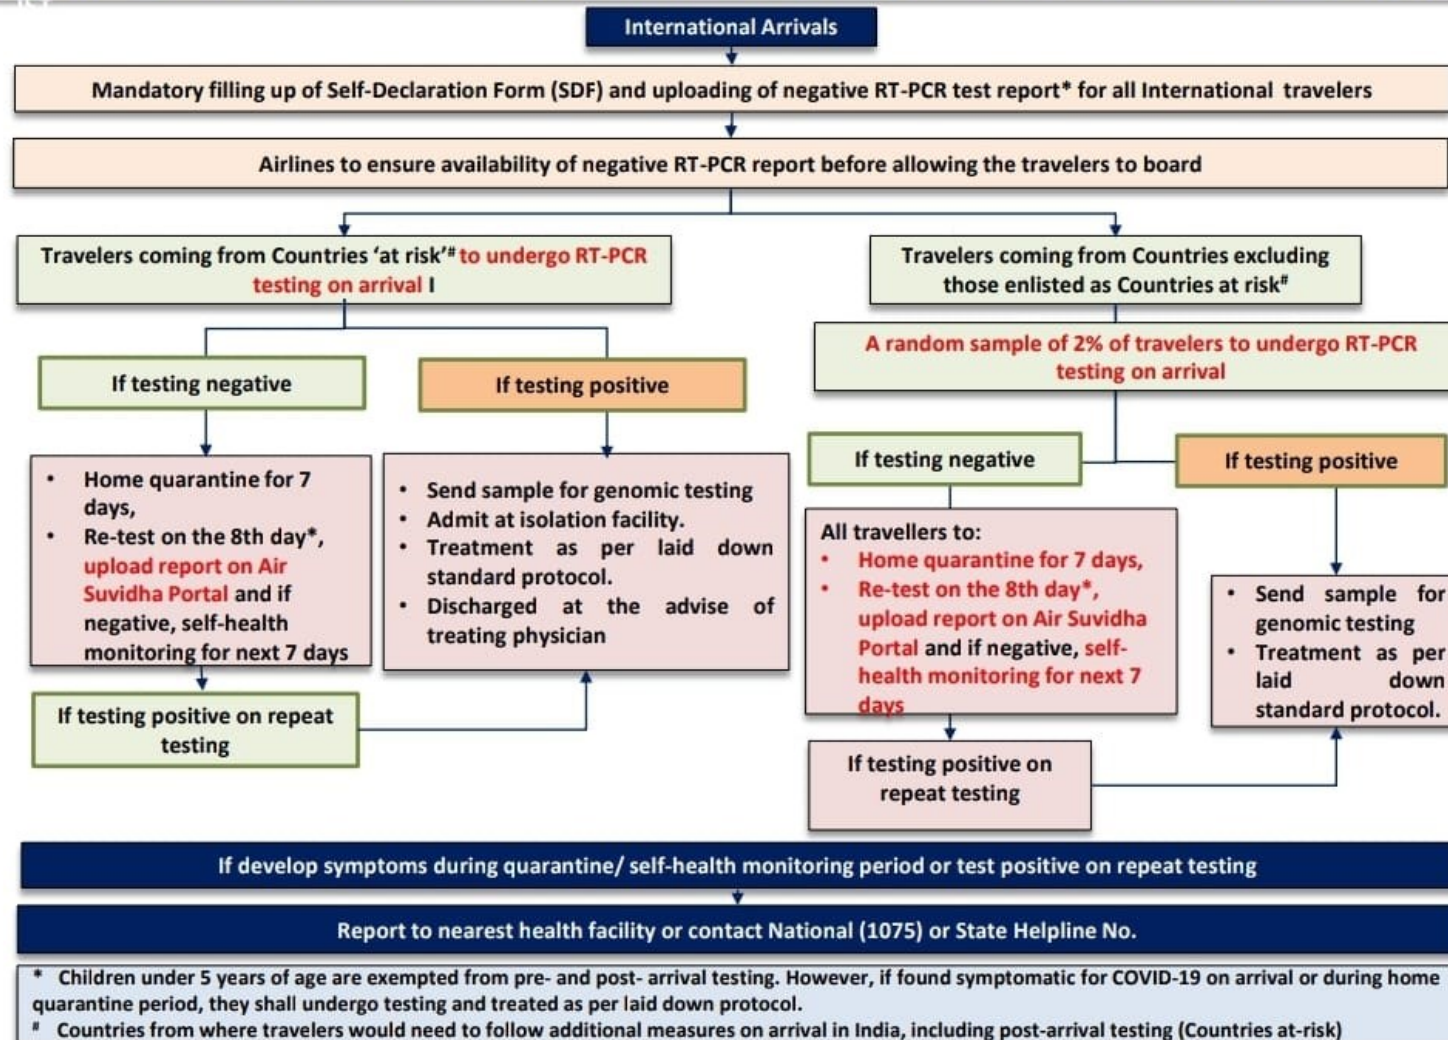 International Arrivals
Mandatory filling up of Self-Declaration Form (SDF) and uploading of negative RT-PCR test report* for all International travelers
Airlines to ensure availability of negative RT-PCR report before allowing the travelers to board
Travelers coming from Countries ‘at risk’# to undergo RT-PCR
testing on arrival I
Travelers coming from Countries excluding
those enlisted as Countries at risk#
A random sample of 2% of travelers to undergo RT-PCR
testing on arrival
If testing negative
If testing positive
If testing negative
If testing positive
• Home quarantine for 7
days,
• Re-test on the 8th day*,
upload report on Air
Suvidha Portal and if
negative, self-health
monitoring for next 7 days
• Send sample for genomic testing
• Admit at isolation facility.
• Treatment as per laid down
standard protocol.
• Discharged at the advise of
treating physician
All travellers to:
• Home quarantine for 7 days,
• Re-test on the 8th day*,
upload report on Air Suvidha
Portal and if negative, self-
health monitoring for next 7
days
• Send sample for
genomic testing
• Treatment as per
laid down
standard protocol.
If testing positive on repeat
testing
If testing positive on
repeat testing
If develop symptoms during quarantine/ self-health monitoring period or test positive on repeat testing
Report to nearest health facility or contact National (1075) or State Helpline No.
* Children under 5 years of age are exempted from pre- and post- arrival testing. However, if found symptomatic for COVID-19 on arrival or during home
quarantine period, they shall undergo testing and treated as per laid down protocol.
# Countries from where travelers would need to follow additional measures on arrival in India, including post-arrival testing (Countries at-risk)